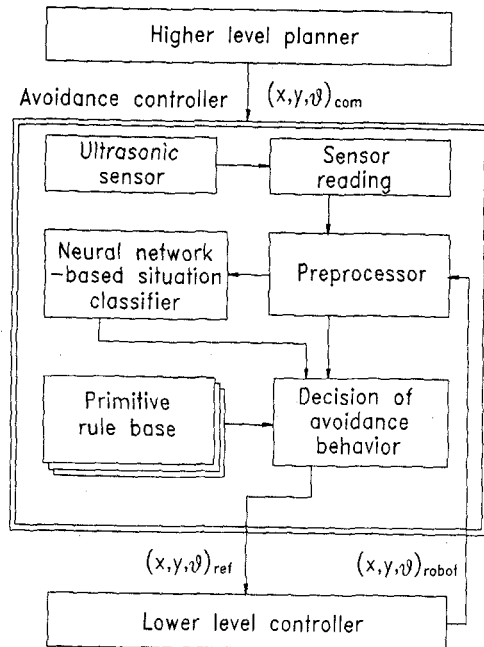 Higher level planner
Avoidance controller
(x,y,ϑ)com
Ultrasonic
sensor
Sensor
reading
Neural network
-based situation
classifier
Preprocessor
Primitive
rule base
Decision of
avoidance
behavior
(x,y,ϑ)ref
(x,y,ϑ)robot
Lower level controller